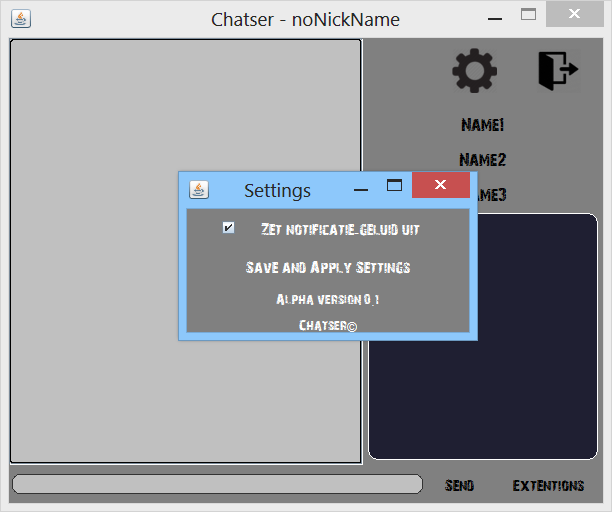 Chatser - noNickName
NAME1
NAME2
Settings
Zet notificatie-geluid uit
Save and Apply Settings
Alpha version 0.1
Chatser©
Send
Extentions